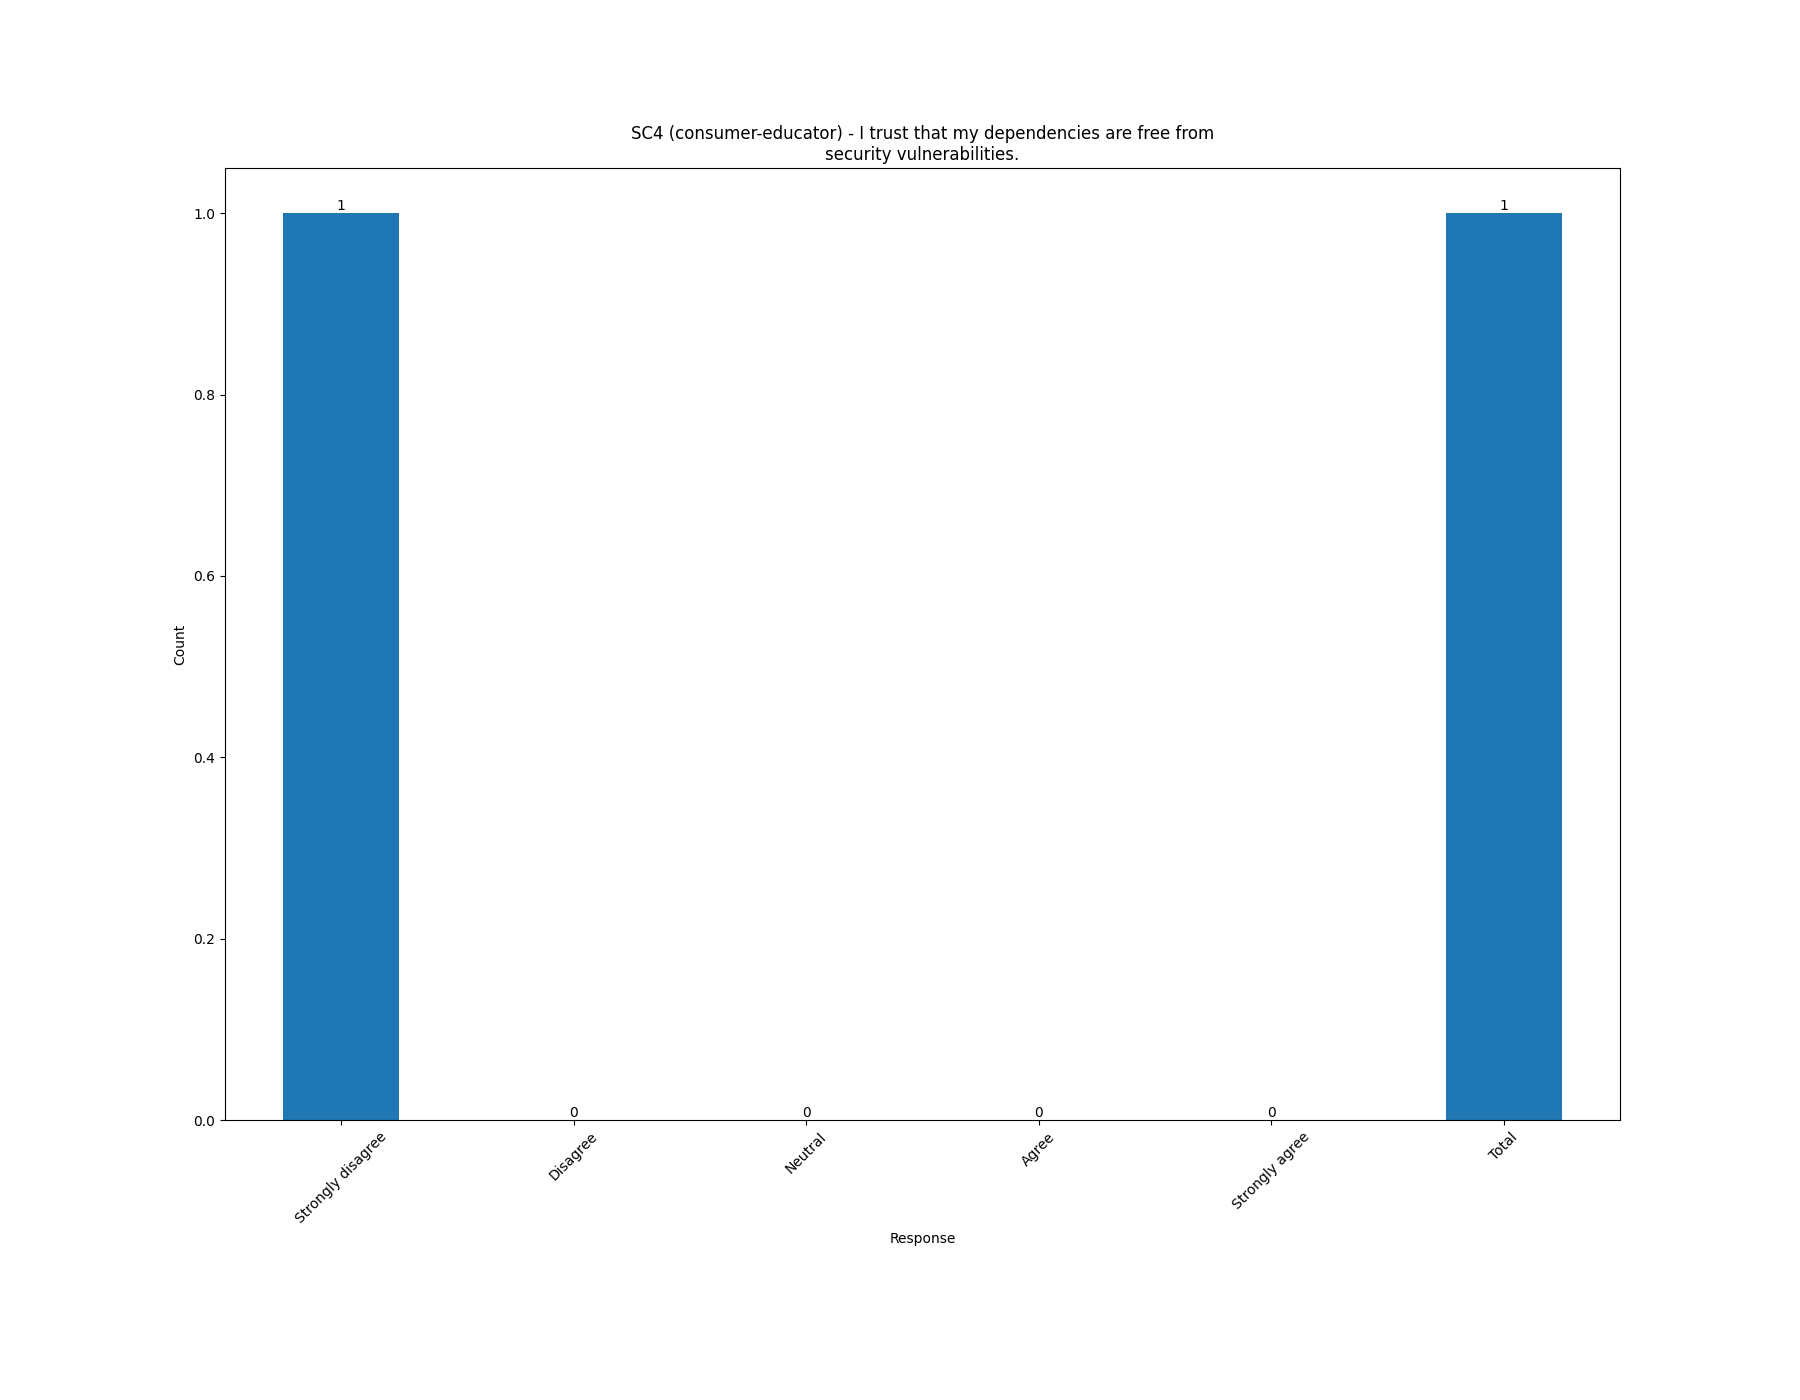 SC4 (consumer-educator) - I trust that my dependencies are free from
security vulnerabilities.
1
1
1.0
0.8
0.6
0.4
0.2
0.0
Count
0
0
0
0
Strongly disagree
Disagree
Neutral
Agree
Strongly agree
Total
Response